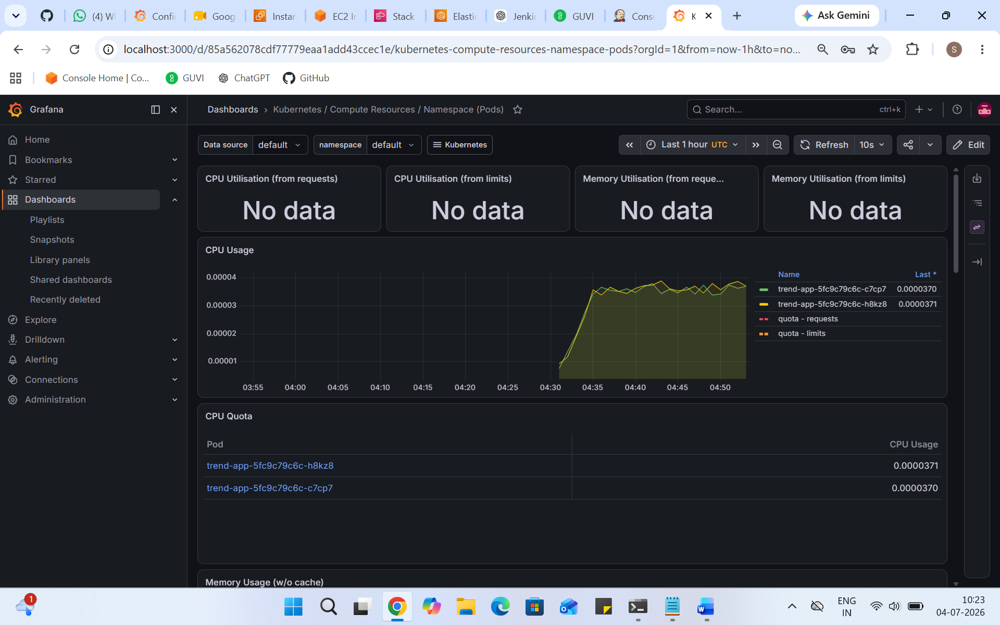 (4) W
Config
Goog
Instan
EC2 In
Stack
Elastic
Jenkin
GUVI
Conso
K
Ask Gemini
localhost:3000/d/85a562078cdf77779eaa1add43ccec1e/kubernetes-compute-resources-namespace-pods?orgId=1&from=now-1h&to=no...
S
Console Home | Co...
GUVI
ChatGPT
GitHub
Grafana
Dashboards › Kubernetes / Compute Resources / Namespace (Pods)
Search...
ctrl+k
Home
Bookmarks
Starred
Dashboards
Playlists
Snapshots
Library panels
Shared dashboards
Recently deleted
Explore
Drilldown
Alerting
Connections
Administration
Data source default
namespace default
Kubernetes
Last 1 hour UTC
Refresh 10s
Edit
CPU Utilisation (from requests)
No data
CPU Utilisation (from limits)
No data
Memory Utilisation (from reque...
No data
Memory Utilisation (from limits)
No data
CPU Usage
0.00004
0.00003
0.00002
0.00001
03:55 04:00 04:05 04:10 04:15 04:20 04:25 04:30 04:35 04:40 04:45 04:50
Name Last *
trend-app-5fc9c79c6c-c7cp7 0.0000370
trend-app-5fc9c79c6c-h8kz8 0.0000371
quota - requests
quota - limits
CPU Quota
Pod CPU Usage
trend-app-5fc9c79c6c-h8kz8 0.0000371
trend-app-5fc9c79c6c-c7cp7 0.0000370
Memory Usage (w/o cache)
1
ENG
IN
10:23
04-07-2026